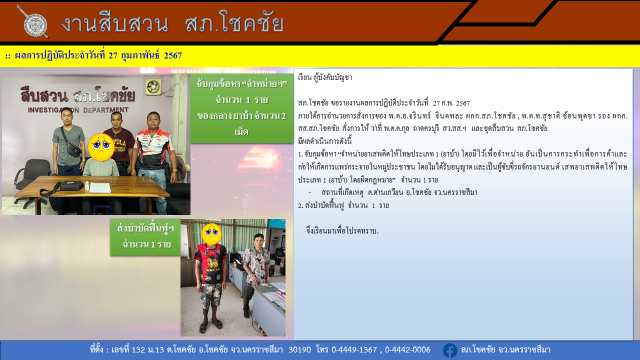 งานสืบสวน สภ.โชคชัย
:: ผลการปฏิบัติประจำวันที่ 27 กุมภาพันธ์ 2567
สืบสวน สภ.โชคชัย
INVESTIGATION DEPARTMENT
จับกุมข้อหา "จำหน่ายฯ"
จำนวน 1 ราย
ของกลาง ยาบ้า จำนวน 2
เม็ด
ส่งบำบัดฟื้นฟูฯ
จำนวน 1 ราย
เรียน ผู้บังคับบัญชา
สภ.โชคชัย ขอรายงานผลการปฏิบัติประจำวันที่ 27 ก.พ. 2567
ภายใต้การอำนวยการสั่งการของ พ.ต.อ.จรินทร์ จินตพละ ผกก.สภ.โชคชัย, พ.ต.ท.สุชาติ ซ้อนพุดซา รอง ผกก.
สส.สภ.โชคชัย สั่งการให้ ว่าที่ พ.ต.ต.กุล ถาดควบุรี สว.สส.ฯ และชุดสืบสวน สภ.โชคชัย
มีผลดำเนินการดังนี้
1. จับกุมข้อหา "จำหน่ายยาเสพติดให้โทษประเภท 1 (ยาบ้า) โดยมีไว้เพื่อจำหน่าย อันเป็นการกระทำเพื่อการค้าและ
ก่อให้เกิดการแพร่กระจายในหมู่ประชาชน โดยไม่ได้รับอนุญาต และเป็นผู้ขับขี่รถจักรยานยนต์ เสพยาเสพติดให้โทษ
ประเภท 1 (ยาบ้า) โดยผิดกฎหมาย" จำนวน 1 ราย
- สถานที่เกิดเหตุ ต.ด่านเกวียน อ.โชคชัย จว.นครราชสีมา
2. ส่งบำบัดฟื้นฟู จำนวน 1 ราย
จึงเรียนมาเพื่อโปรดทราบ.
ที่ตั้ง : เลขที่ 132 ม.13 ต.โชคชัย อ.โชคชัย จว.นครราชสีมา 30190 โทร 0-4449-1367 , 0-4442-0006 สภ.โชคชัย จว.นครราชสีมา